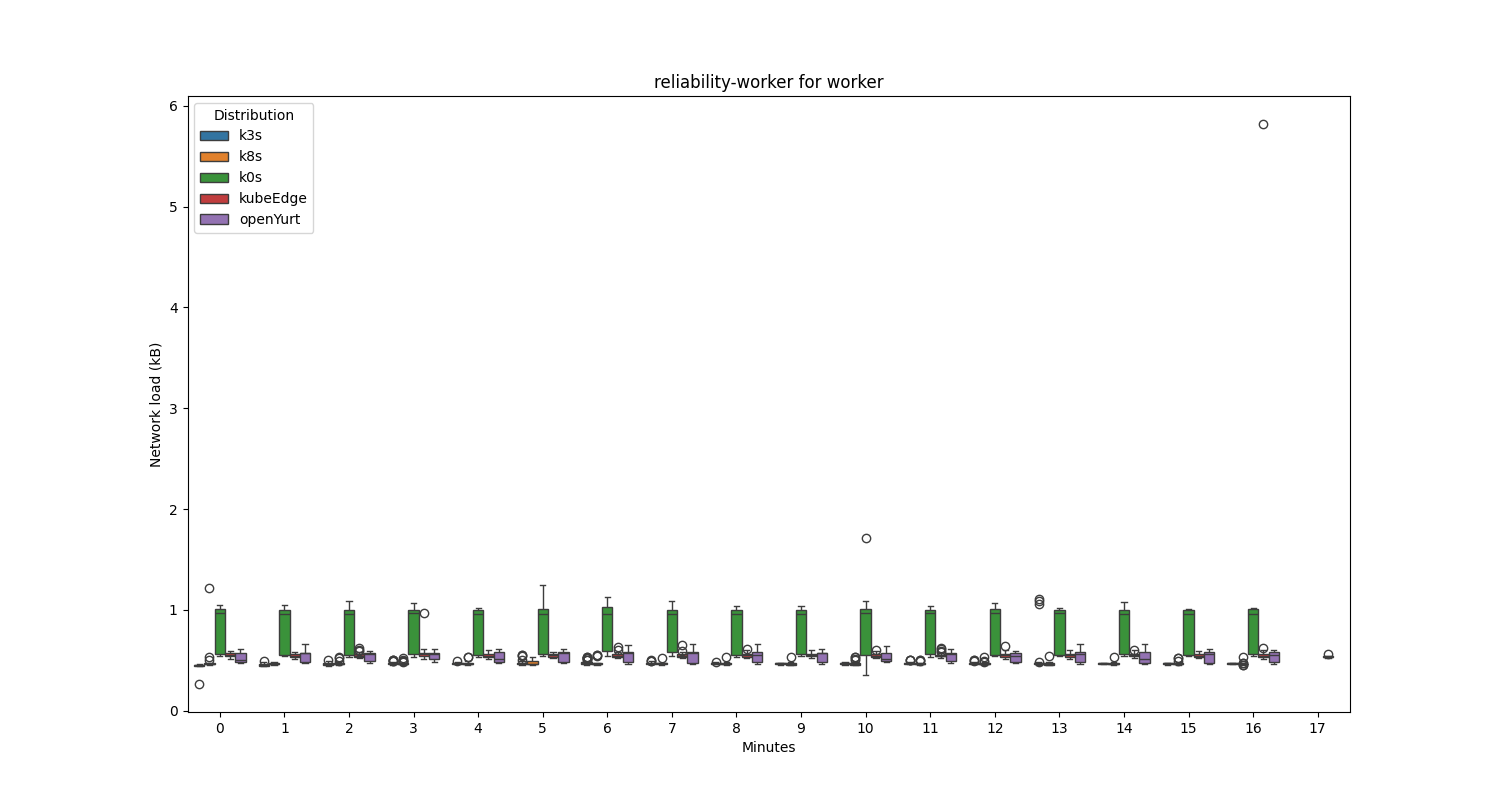 reliability-worker for worker
Distribution
k3s
k8s
k0s
kubeEdge
openYurt
Network load (kB)
6
5
4
3
2
1
0
0 1 2 3 4 5 6 7 8 9 10 11 12 13 14 15 16 17
Minutes